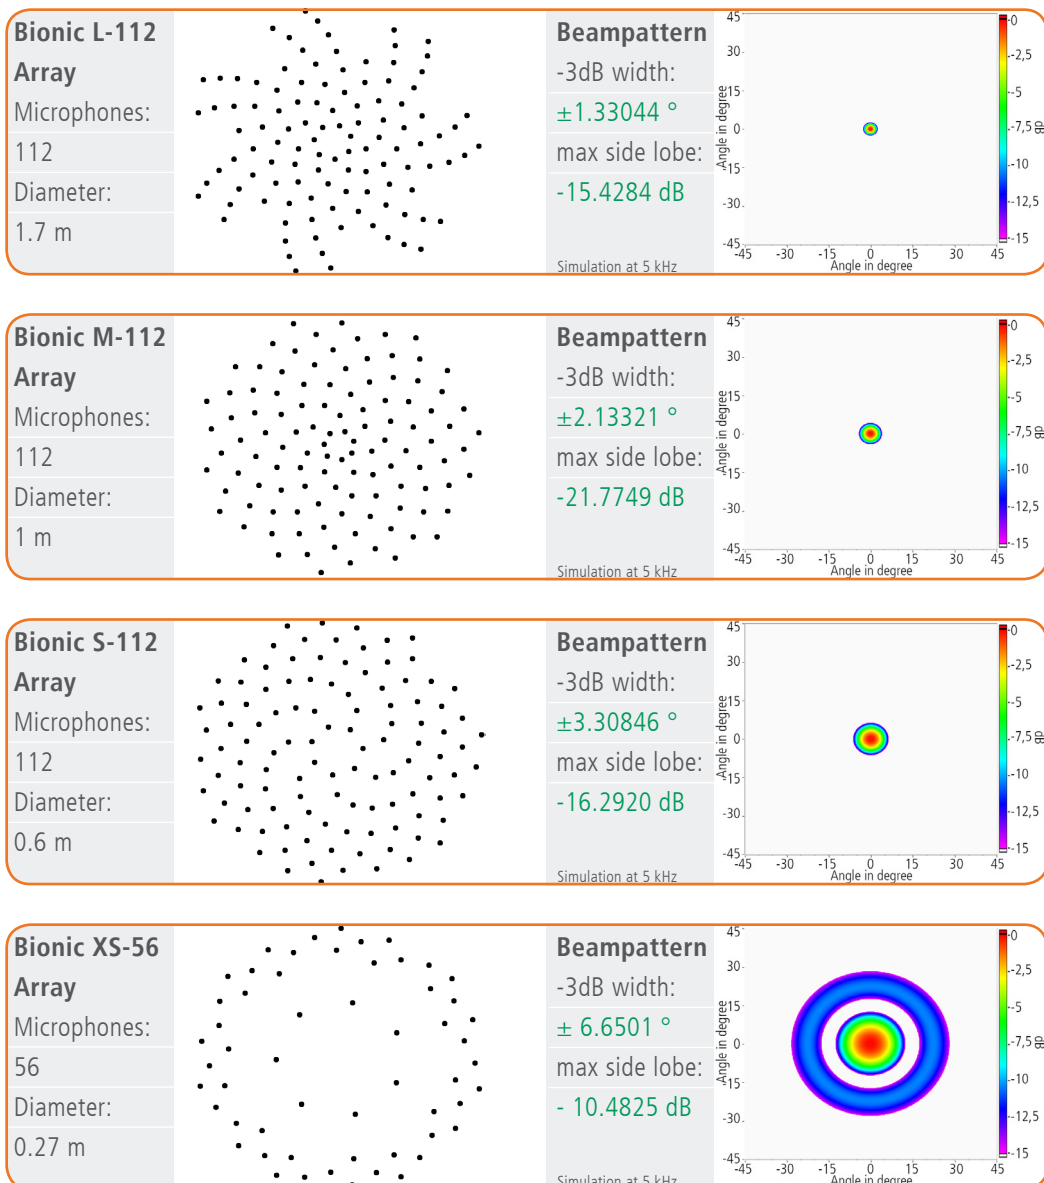 Bionic L-112
Array
Microphones:
112
Diameter:
1.7 m
Beampattern
-3dB width:
±1.33044 °
max side lobe:
-15.4284 dB
Simulation at 5 kHz
Angle in degree
45
30
15
0
-15
-30
-45
-45 -30 -15 0 15 30 45
Angle in degree
-0
-2,5
-5
-7,5
-10
-12,5
-15
dB
Bionic M-112
Array
Microphones:
112
Diameter:
1 m
Beampattern
-3dB width:
±2.13321 °
max side lobe:
-21.7749 dB
Simulation at 5 kHz
Angle in degree
45
30
15
0
-15
-30
-45
-45 -30 -15 0 15 30 45
Angle in degree
-0
-2,5
-5
-7,5
-10
-12,5
-15
dB
Bionic S-112
Array
Microphones:
112
Diameter:
0.6 m
Beampattern
-3dB width:
±3.30846 °
max side lobe:
-16.2920 dB
Simulation at 5 kHz
Angle in degree
45
30
15
0
-15
-30
-45
-45 -30 -15 0 15 30 45
Angle in degree
-0
-2,5
-5
-7,5
-10
-12,5
-15
dB
Bionic XS-56
Array
Microphones:
56
Diameter:
0.27 m
Beampattern
-3dB width:
± 6.6501 °
max side lobe:
- 10.4825 dB
Simulation at 5 kHz
Angle in degree
45
30
15
0
-15
-30
-45
-45 -30 -15 0 15 30 45
Angle in degree
-0
-2,5
-5
-7,5
-10
-12,5
-15
dB